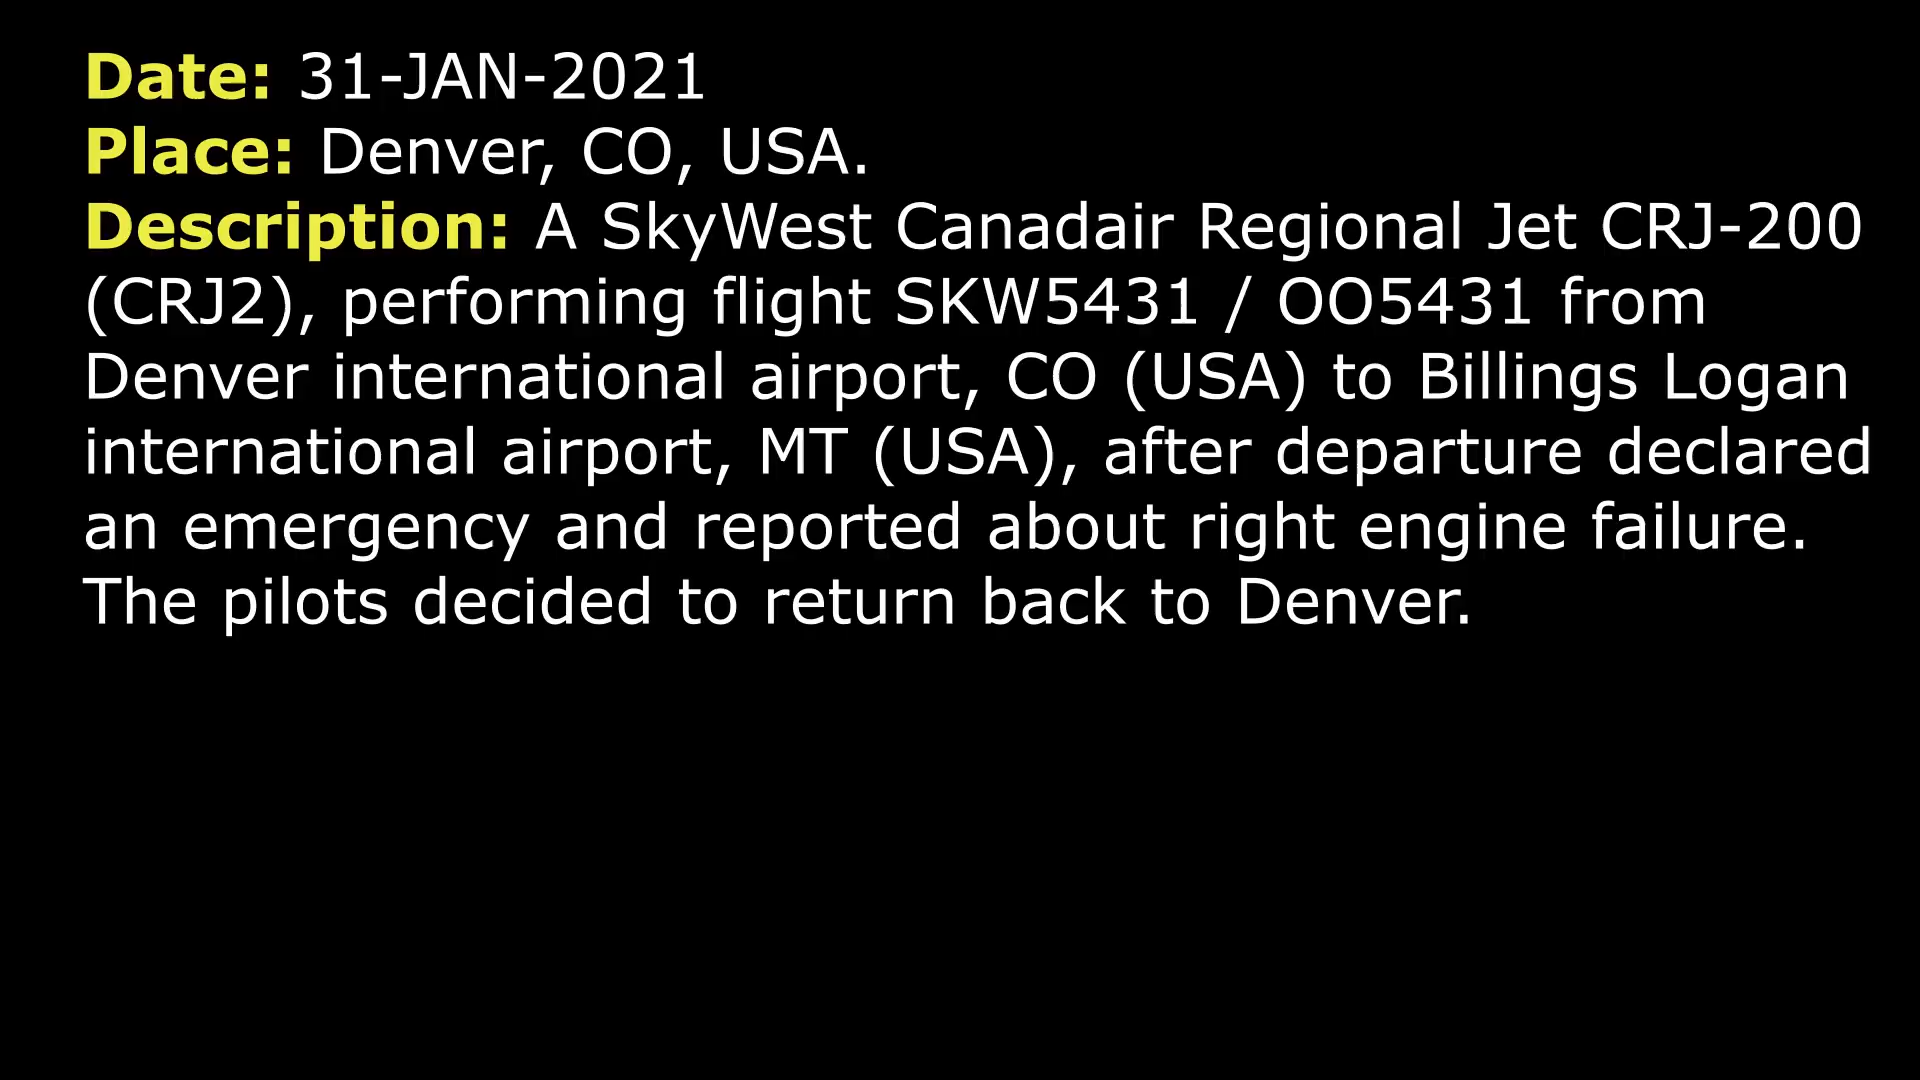 Date: 31-JAN-2021
Place: Denver, CO, USA.
Description: A SkyWest Canadair Regional Jet CRJ-200
(CRJ2), performing flight SKW5431 / OO5431 from
Denver international airport, CO (USA) to Billings Logan
international airport, MT (USA), after departure declared
an emergency and reported about right engine failure.
The pilots decided to return back to Denver.